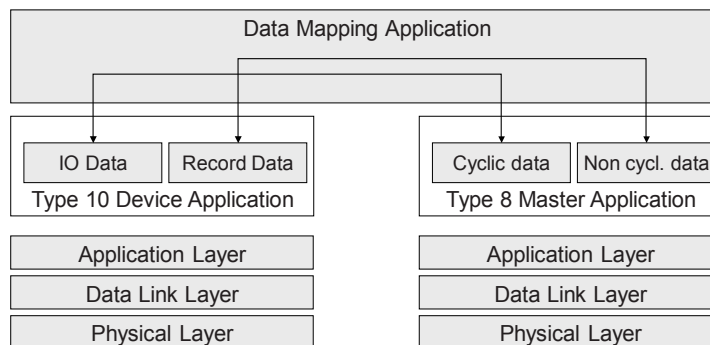 Data Mapping Application
IO Data
Record Data
Cyclic data
Non cycl. data
Type 10 Device Application
Type 8 Master Application
Application Layer
Application Layer
Data Link Layer
Data Link Layer
Physical Layer
Physical Layer